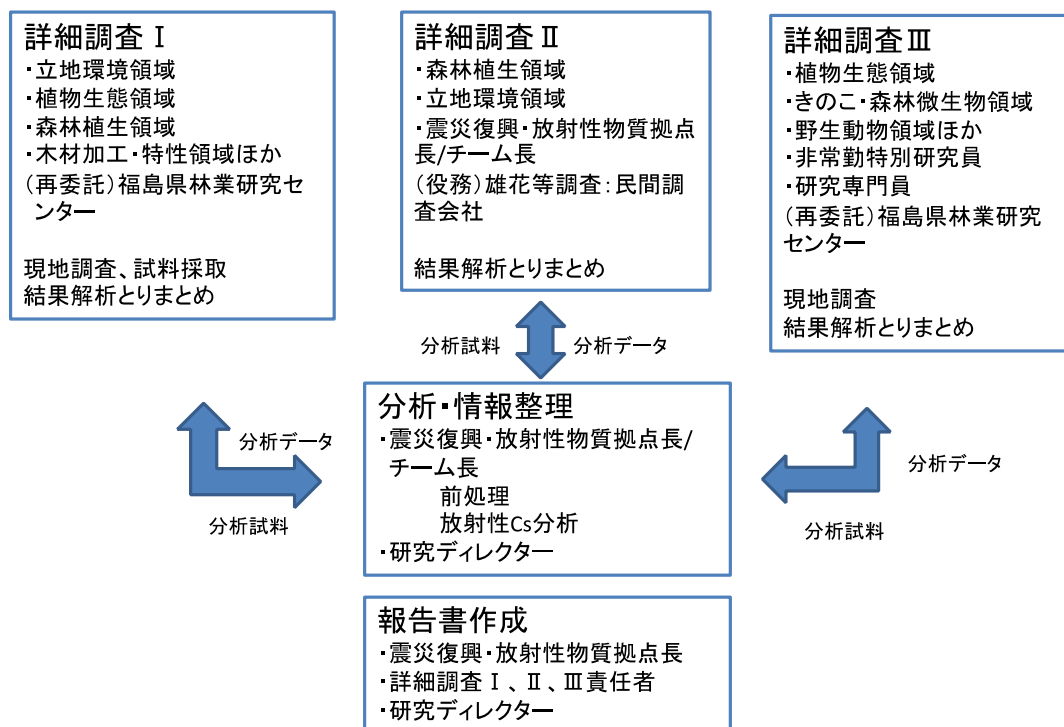 詳細調査Ⅰ
・立地環境領域
・植物生態領域
・森林植生領域
・木材加工・特性領域ほか
（再委託）福島県林業研究セ
ンター
現地調査、試料採取
結果解析とりまとめ
詳細調査Ⅱ
・森林植生領域
・立地環境領域
・震災復興・放射性物質拠点
長/チーム長
（役務）雄花等調査：民間調
査会社
結果解析とりまとめ
詳細調査Ⅲ
・植物生態領域
・きのこ・森林微生物領域
・野生動物領域ほか
・非常勤特別研究員
・研究専門員
（再委託）福島県林業研究
センター
現地調査
結果解析とりまとめ
分析試料
分析データ
分析データ
分析試料
分析・情報整理
・震災復興・放射性物質拠点長/
チーム長
前処理
放射性Cs分析
・研究ディレクター
分析データ
分析試料
報告書作成
・震災復興・放射性物質拠点長
・詳細調査Ⅰ、Ⅱ、Ⅲ責任者
・研究ディレクター